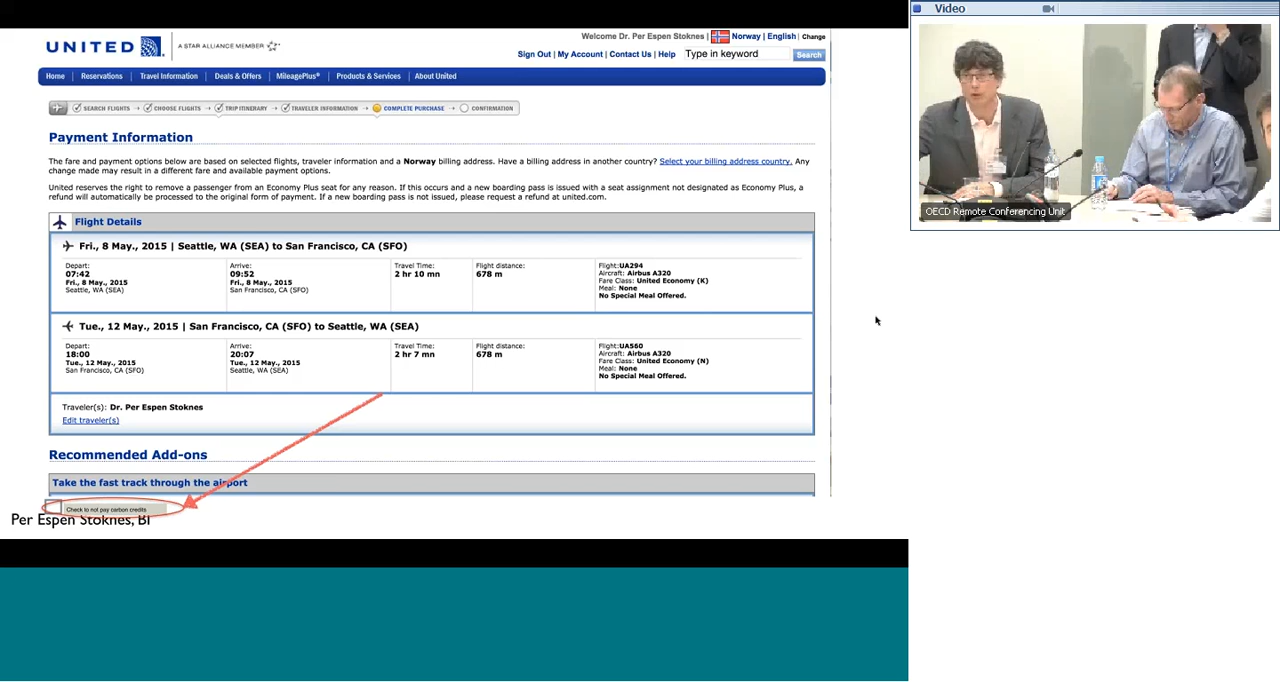 UNITED
A STAR ALLIANCE MEMBER
Welcome Dr. Per Espen Stoknes | Norway | English | Change
Sign Out | My Account | Contact Us | Help Type in keyword Search
Home | Reservations | Travel Information | Deals & Offers | MileagePlus® | Products & Services | About United
SEARCH FLIGHTS → CHOOSE FLIGHTS → TRIP ITINERARY → TRAVELER INFORMATION → COMPLETE PURCHASE → CONFIRMATION
Payment Information
The fare and payment options below are based on selected flights, traveler information and a Norway billing address. Have a billing address in another country? Select your billing address country. Any
change made may result in a different fare and available payment options.
United reserves the right to remove a passenger from an Economy Plus seat for any reason. If this occurs and a new boarding pass is issued with a seat assignment not designated as Economy Plus, a
refund will automatically be processed to the original form of payment. If a new boarding pass is not issued, please request a refund at united.com.
Flight Details
Fri., 8 May., 2015 | Seattle, WA (SEA) to San Francisco, CA (SFO)
Depart:
07:42
Fri., 8 May., 2015
Seattle, WA (SEA)
Arrive:
09:52
Fri., 8 May., 2015
San Francisco, CA (SFO)
Travel Time:
2 hr 10 mn
Flight distance:
678 m
Flight:UA294
Aircraft: Airbus A320
Fare Class: United Economy (K)
Meal: None
No Special Meal Offered.
Tue., 12 May., 2015 | San Francisco, CA (SFO) to Seattle, WA (SEA)
Depart:
18:00
Tue., 12 May., 2015
San Francisco, CA (SFO)
Arrive:
20:07
Tue., 12 May., 2015
Seattle, WA (SEA)
Travel Time:
2 hr 7 mn
Flight distance:
678 m
Flight:UA560
Aircraft: Airbus A320
Fare Class: United Economy (N)
Meal: None
No Special Meal Offered.
Traveler(s): Dr. Per Espen Stoknes
Edit traveler(s)
Recommended Add-ons
Take the fast track through the airport
Check to not pay carbon credits
Per Espen Stoknes, BI
Video
OECD Remote Conferencing Unit